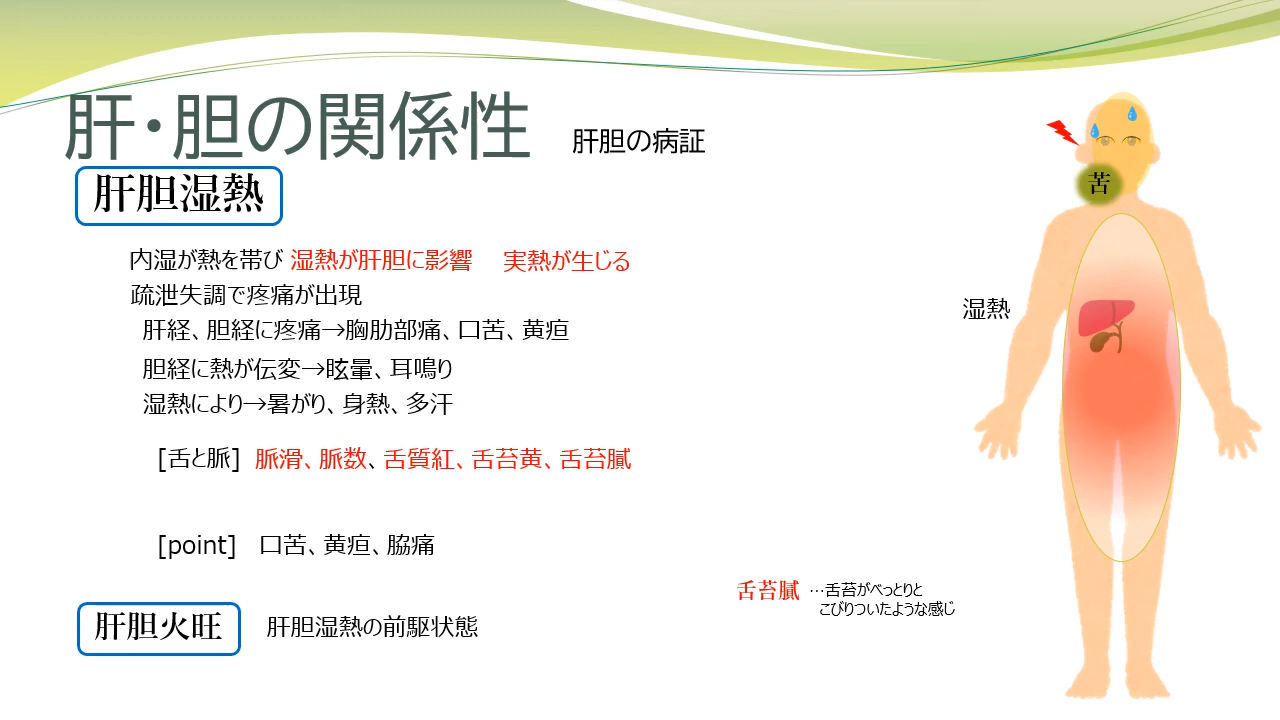 肝・胆の関係性 肝胆の病証
肝胆湿熱
内湿が熱を帯び 湿熱が肝胆に影響 実熱が生じる
疏泄失調で疼痛が出現
肝経、胆経に疼痛→胸肋部痛、口苦、黄疸
胆経に熱が伝変→眩暈、耳鳴り
湿熱により→暑がり、身熱、多汗
[舌と脈] 脈滑、脈数、舌質紅、舌苔黄、舌苔膩
[point] 口苦、黄疸、脇痛
肝胆火旺 肝胆湿熱の前駆状態
舌苔膩 …舌苔がべっとりと
こびりついたような感じ
苦
湿熱